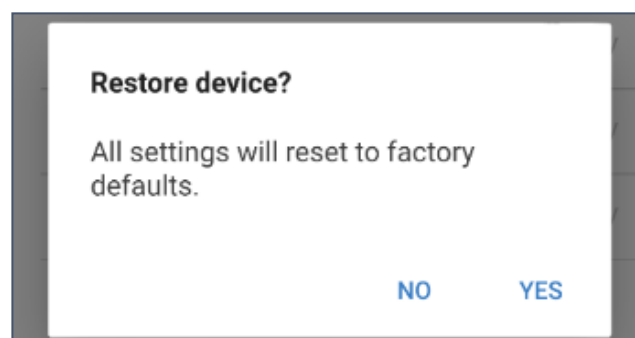 Restore device?
All settings will reset to factory
defaults.
NO YES